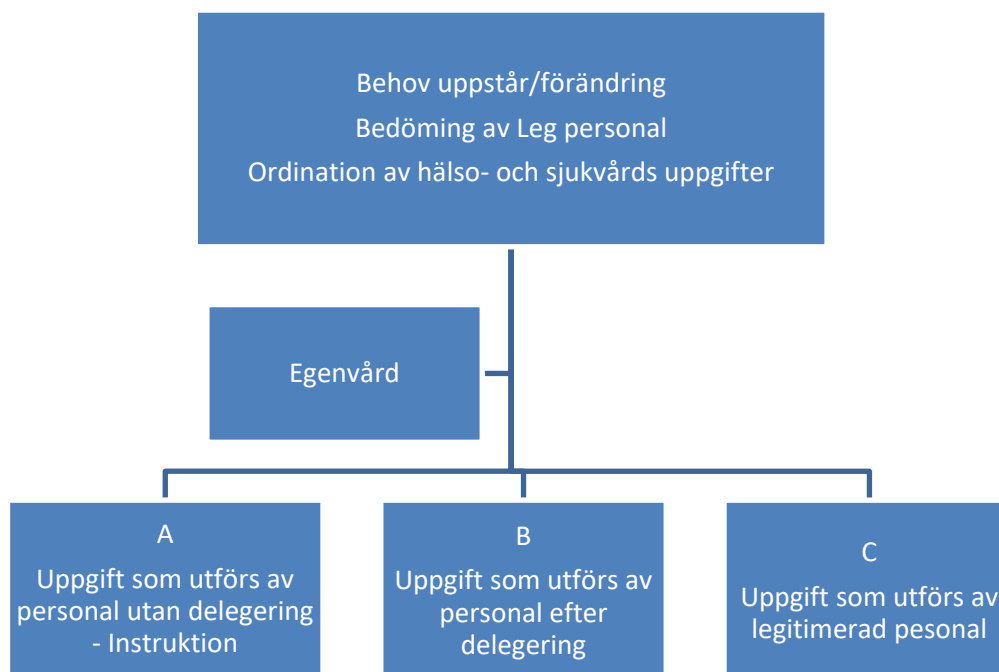 Behov uppstår/förändring
Bedöming av Leg personal
Ordination av hälso- och sjukvårds uppgifter
Egenvård
A
Uppgift som utförs av
personal utan delegering
- Instruktion
B
Uppgift som utförs av
personal efter
delegering
C
Uppgift som utförs av
legitimerad pesonal